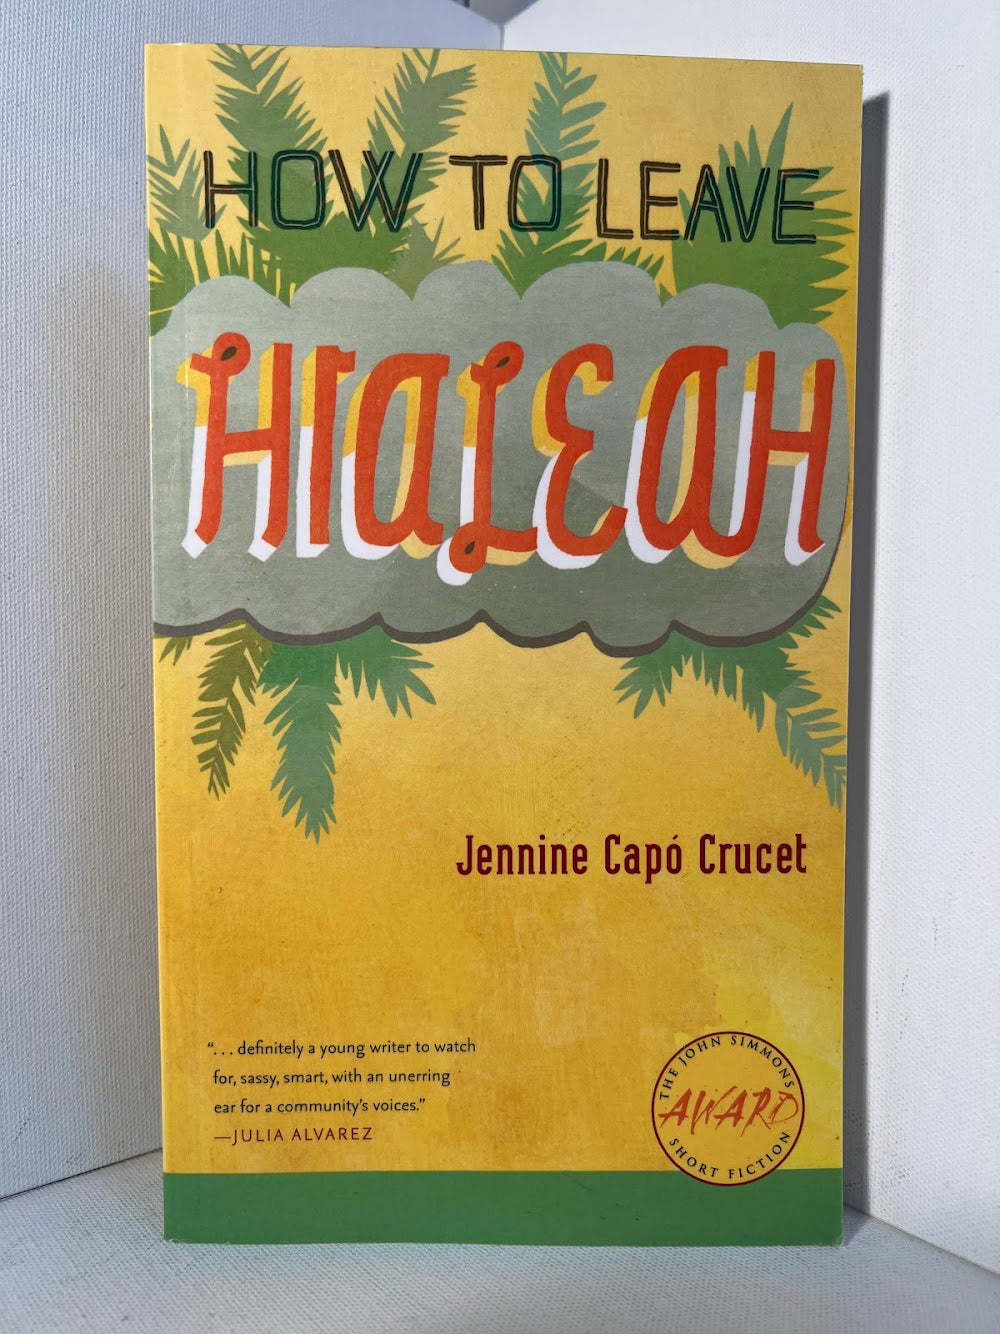 HOW TO LEAVE
HIALEAH
Jennine Capó Crucet
“. . . definitely a young writer to watch
for, sassy, smart, with an unerring
ear for a community’s voices.”
—JULIA ALVAREZ
THE JOHN SIMMONS
AWARD
SHORT FICTION